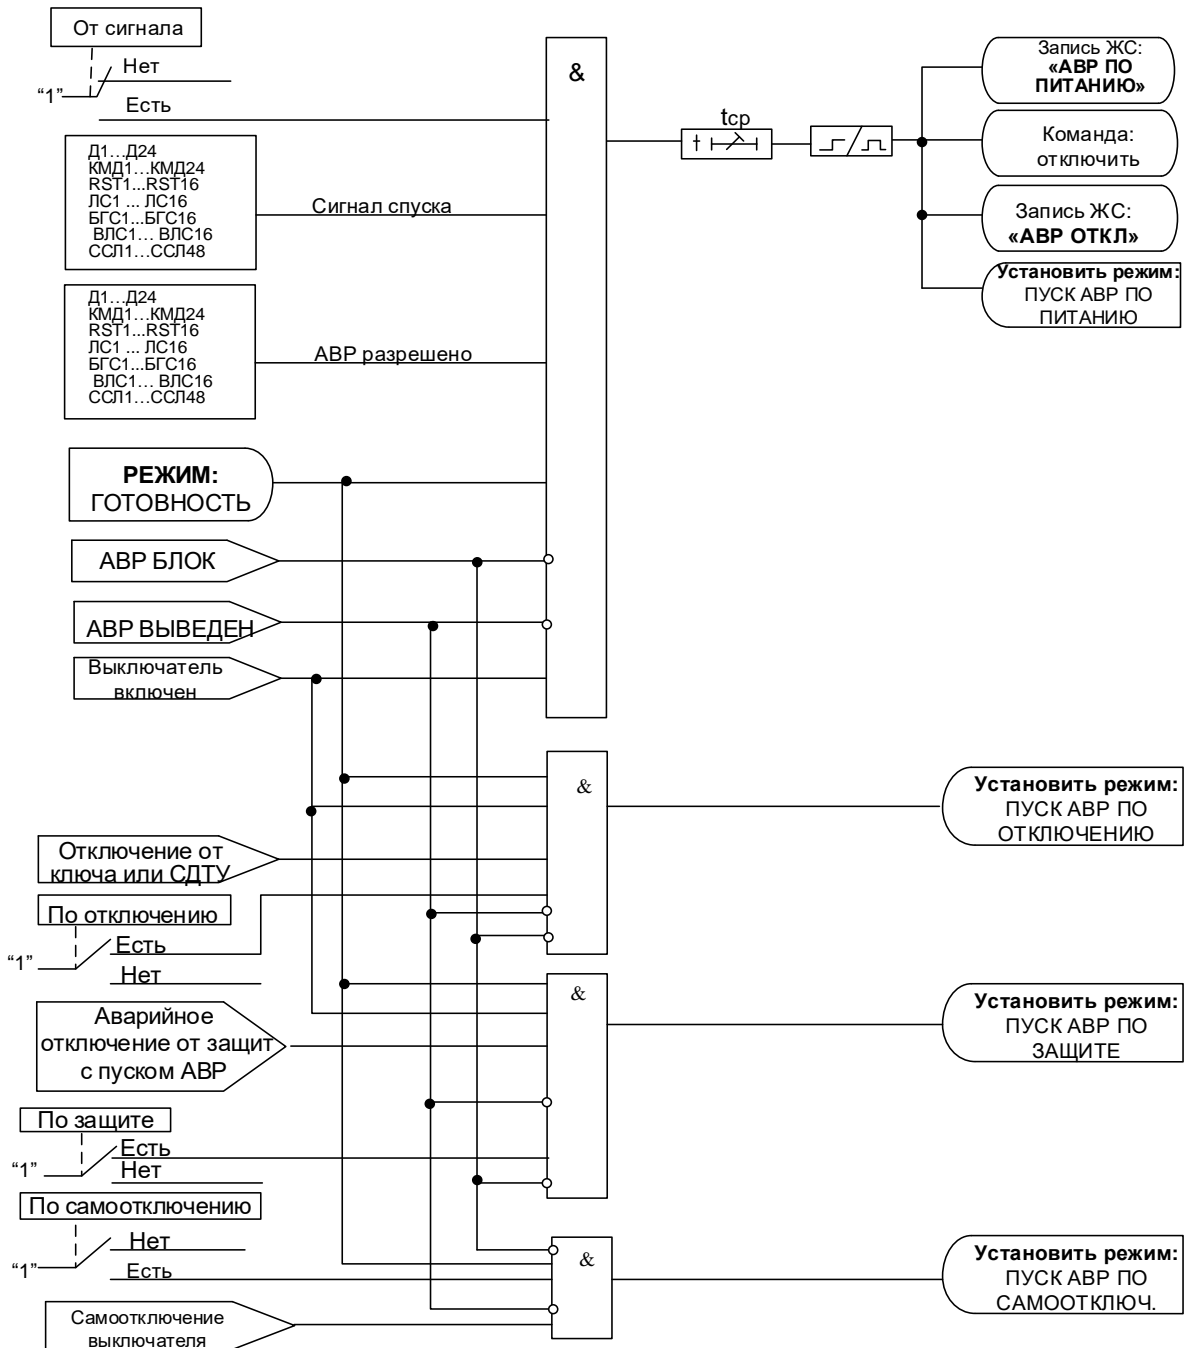 От сигнала
Нет
“1”
Есть
&
tср
Запись ЖС:
«АВР ПО
ПИТАНИЮ»
Команда:
отключить
Запись ЖС:
«АВР ОТКЛ»
Установить режим:
ПУСК АВР ПО
ПИТАНИЮ
Д1…Д24
КМД1…КМД24
RST1...RST16
ЛС1 ... ЛС16
БГС1...БГС16
ВЛС1… ВЛС16
ССЛ1…ССЛ48
Сигнал спуска
Д1…Д24
КМД1…КМД24
RST1...RST16
ЛС1 ... ЛС16
БГС1...БГС16
ВЛС1… ВЛС16
ССЛ1…ССЛ48
АВР разрешено
РЕЖИМ:
ГОТОВНОСТЬ
АВР БЛОК
АВР ВЫВЕДЕН
Выключатель
включен
&
Установить режим:
ПУСК АВР ПО
ОТКЛЮЧЕНИЮ
Отключение от
ключа или СДТУ
По отключению
Есть
“1”
Нет
&
Установить режим:
ПУСК АВР ПО
ЗАЩИТЕ
Аварийное
отключение от защит
с пуском АВР
По защите
Есть
“1”
Нет
По самоотключению
Нет
“1”
Есть
&
Установить режим:
ПУСК АВР ПО
САМООТКЛЮЧ.
Самоотключение
выключателя